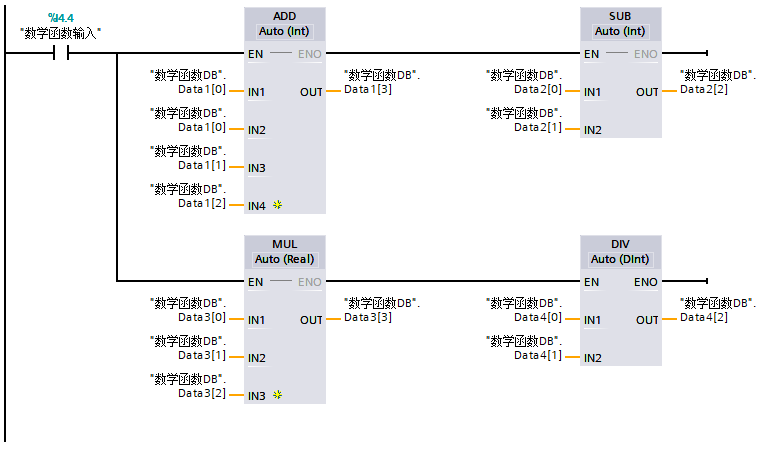 %I4.4
"数学函数输入"
ADD
Auto (Int)
EN
ENO
"数学函数DB".
Data1[0]
IN1
OUT
"数学函数DB".
Data1[3]
"数学函数DB".
Data1[0]
IN2
"数学函数DB".
Data1[1]
IN3
"数学函数DB".
Data1[2]
IN4
SUB
Auto (Int)
EN
ENO
"数学函数DB".
Data2[0]
IN1
OUT
"数学函数DB".
Data2[2]
"数学函数DB".
Data2[1]
IN2
MUL
Auto (Real)
EN
ENO
"数学函数DB".
Data3[0]
IN1
OUT
"数学函数DB".
Data3[3]
"数学函数DB".
Data3[1]
IN2
"数学函数DB".
Data3[2]
IN3
DIV
Auto (DInt)
EN
ENO
"数学函数DB".
Data4[0]
IN1
OUT
"数学函数DB".
Data4[2]
"数学函数DB".
Data4[1]
IN2